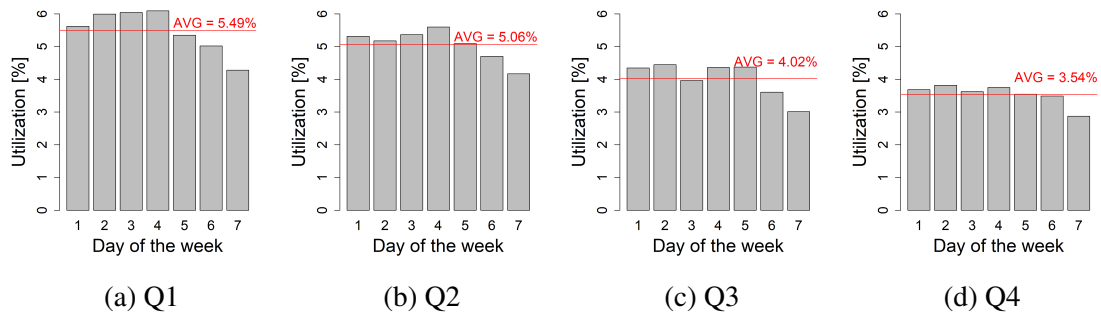 Utilization [%]
0 1 2 3 4 5 6
AVG = 5.49%
1 2 3 4 5 6 7
Day of the week
(a) Q1
Utilization [%]
0 1 2 3 4 5 6
AVG = 5.06%
1 2 3 4 5 6 7
Day of the week
(b) Q2
Utilization [%]
0 1 2 3 4 5 6
AVG = 4.02%
1 2 3 4 5 6 7
Day of the week
(c) Q3
Utilization [%]
0 1 2 3 4 5 6
AVG = 3.54%
1 2 3 4 5 6 7
Day of the week
(d) Q4